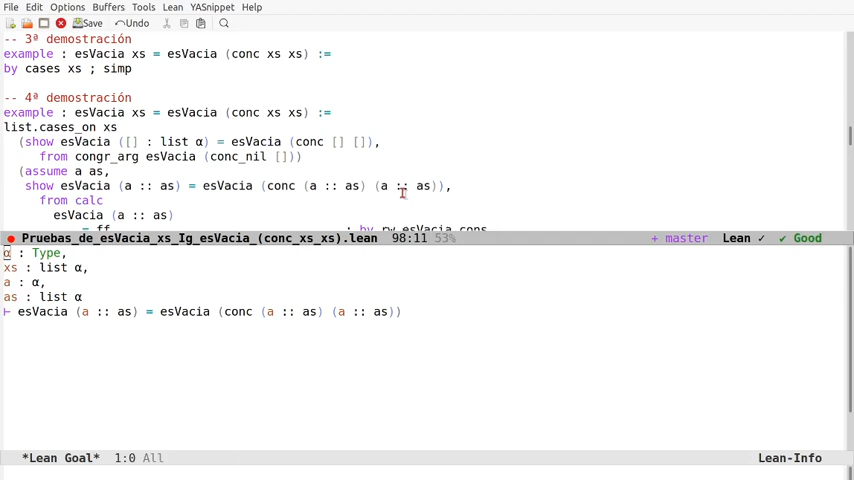 File Edit Options Buffers Tools Lean YASnippet Help
Save Undo
-- 3ª demostración
example : esVacia xs = esVacia (conc xs xs) :=
by cases xs ; simp
-- 4ª demostración
example : esVacia xs = esVacia (conc xs xs) :=
list.cases_on xs
(show esVacia ([] : list α) = esVacia (conc [] []),
from congr_arg esVacia (conc_nil []))
(assume a as,
show esVacia (a :: as) = esVacia (conc (a :: as) (a :: as)),
from calc
esVacia (a :: as)
= ff : by rw esVacia_cons
Pruebas_de_esVacia_xs_Ig_esVacia_(conc_xs_xs).lean 98:11 53% + master Lean ✓ ✔ Good
α : Type,
xs : list α,
a : α,
as : list α
⊢ esVacia (a :: as) = esVacia (conc (a :: as) (a :: as))
*Lean Goal* 1:0 All Lean-Info